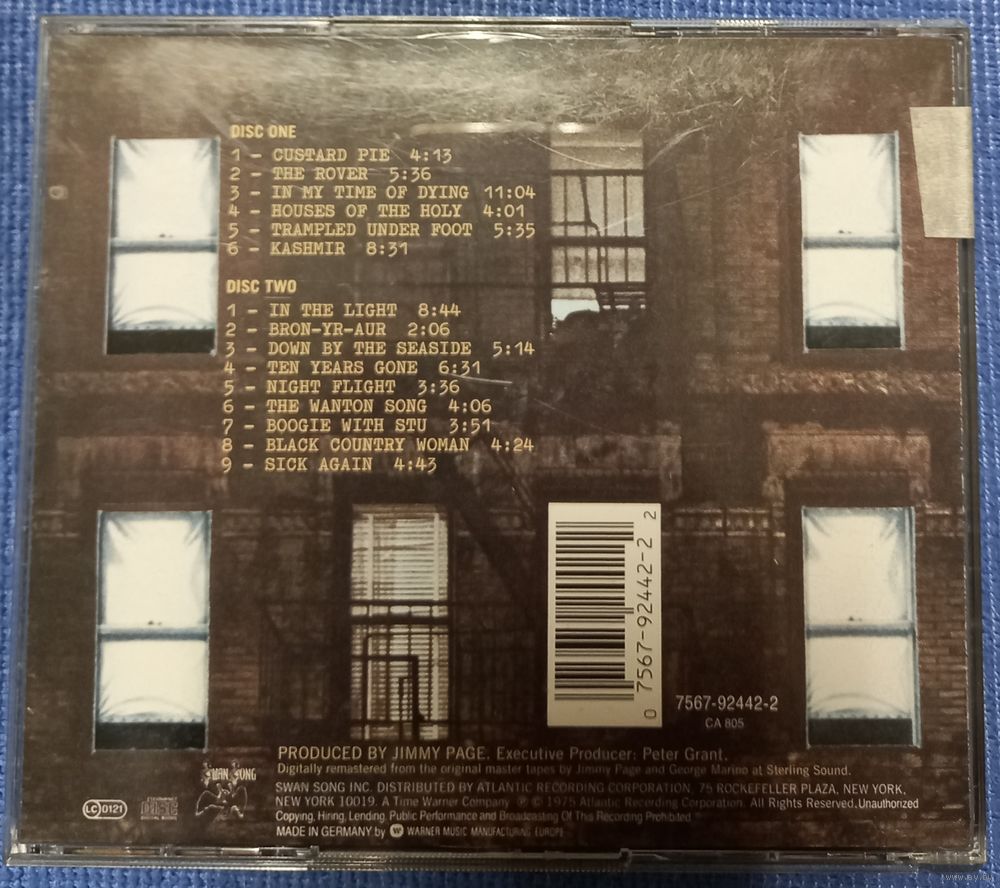 DISC ONE
1 - CUSTARD PIE 4:13
2 - THE ROVER 5:36
3 - IN MY TIME OF DYING 11:04
4 - HOUSES OF THE HOLY 4:01
5 - TRAMPLED UNDER FOOT 5:35
6 - KASHMIR 8:31
DISC TWO
1 - IN THE LIGHT 8:44
2 - BRON-YR-AUR 2:06
3 - DOWN BY THE SEASIDE 5:14
4 - TEN YEARS GONE 6:31
5 - NIGHT FLIGHT 3:36
6 - THE WANTON SONG 4:06
7 - BOOGIE WITH STU 3:51
8 - BLACK COUNTRY WOMAN 4:24
9 - SICK AGAIN 4:43
0 7567-92442-2 2
7567-92442-2
CA 805
PRODUCED BY JIMMY PAGE. Executive Producer: Peter Grant.
Digitally remastered from the original master tapes by Jimmy Page and George Marino at Sterling Sound.
SWAN SONG
SWAN SONG INC. DISTRIBUTED BY ATLANTIC RECORDING CORPORATION, 75 ROCKEFELLER PLAZA, NEW YORK,
NEW YORK 10019. A Time Warner Company ℗ © 1975 Atlantic Recording Corporation. All Rights Reserved. Unauthorized
Copying, Hiring, Lending, Public Performance and Broadcasting Of This Recording Prohibited.
LC 0121
COMPACT
disc
DIGITAL AUDIO
MADE IN GERMANY by WARNER MUSIC MANUFACTURING EUROPE
www.ay.by